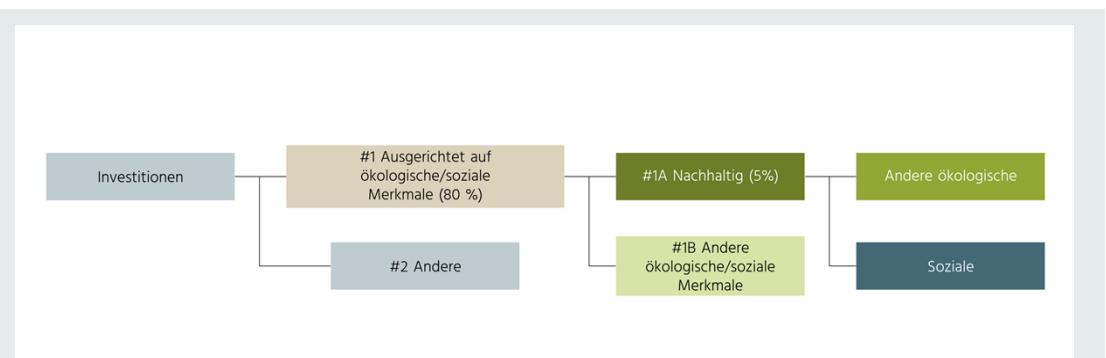 Investitionen
#1 Ausgerichtet auf
ökologische/soziale
Merkmale (80 %)
#1A Nachhaltig (5%)
Andere ökologische
#2 Andere
#1B Andere
ökologische/soziale
Merkmale
Soziale